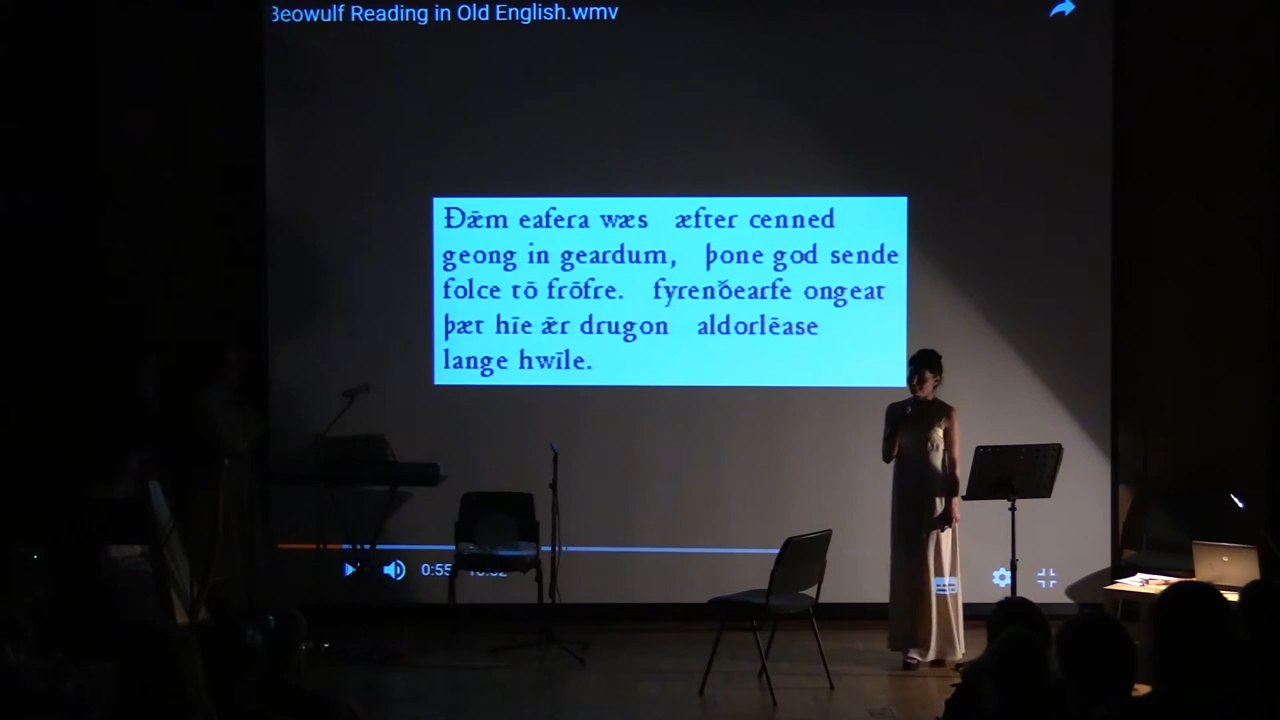 Beowulf Reading in Old English.wmv
Ðǣm eafera wæs æfter cenned
geong in geardum, þone god sende
folce tō frōfre. fyrenðearfe ongeat
þæt hīe ǣr drugon aldorlēase
lange hwīle.
0:55